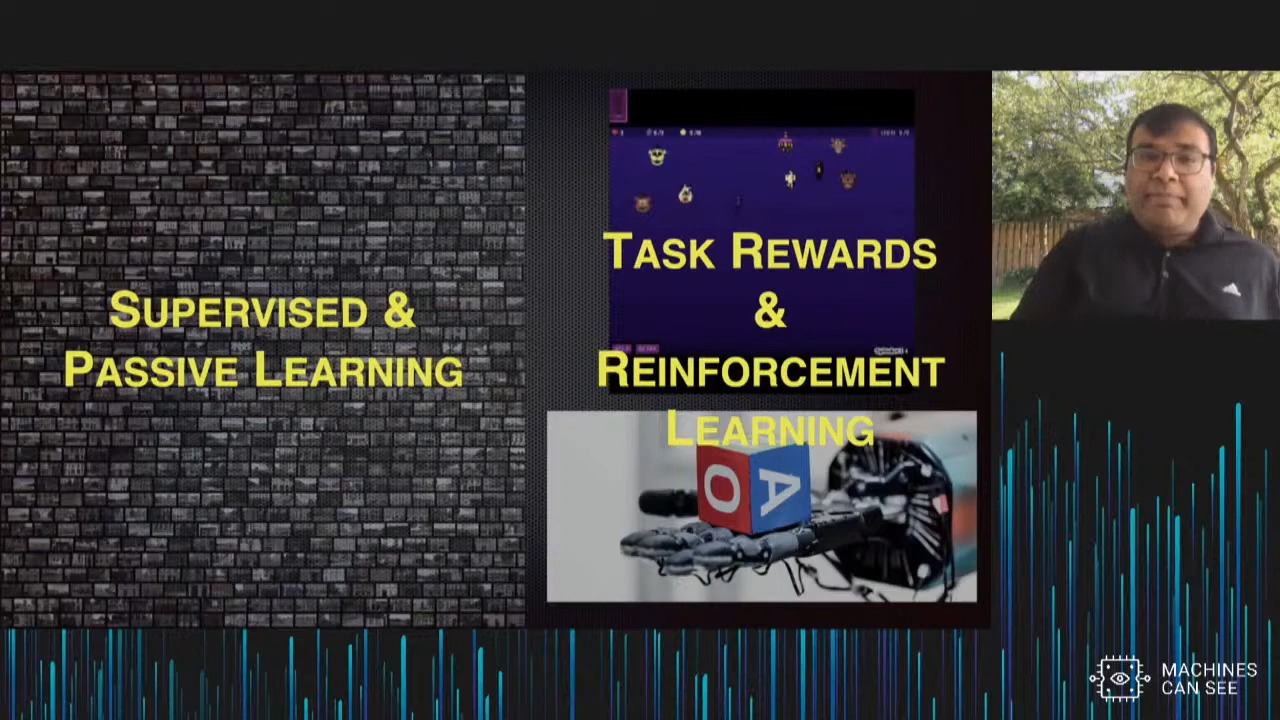 SUPERVISED &
PASSIVE LEARNING
TASK REWARDS
&
REINFORCEMENT
LEARNING
O A
MACHINES
CAN SEE